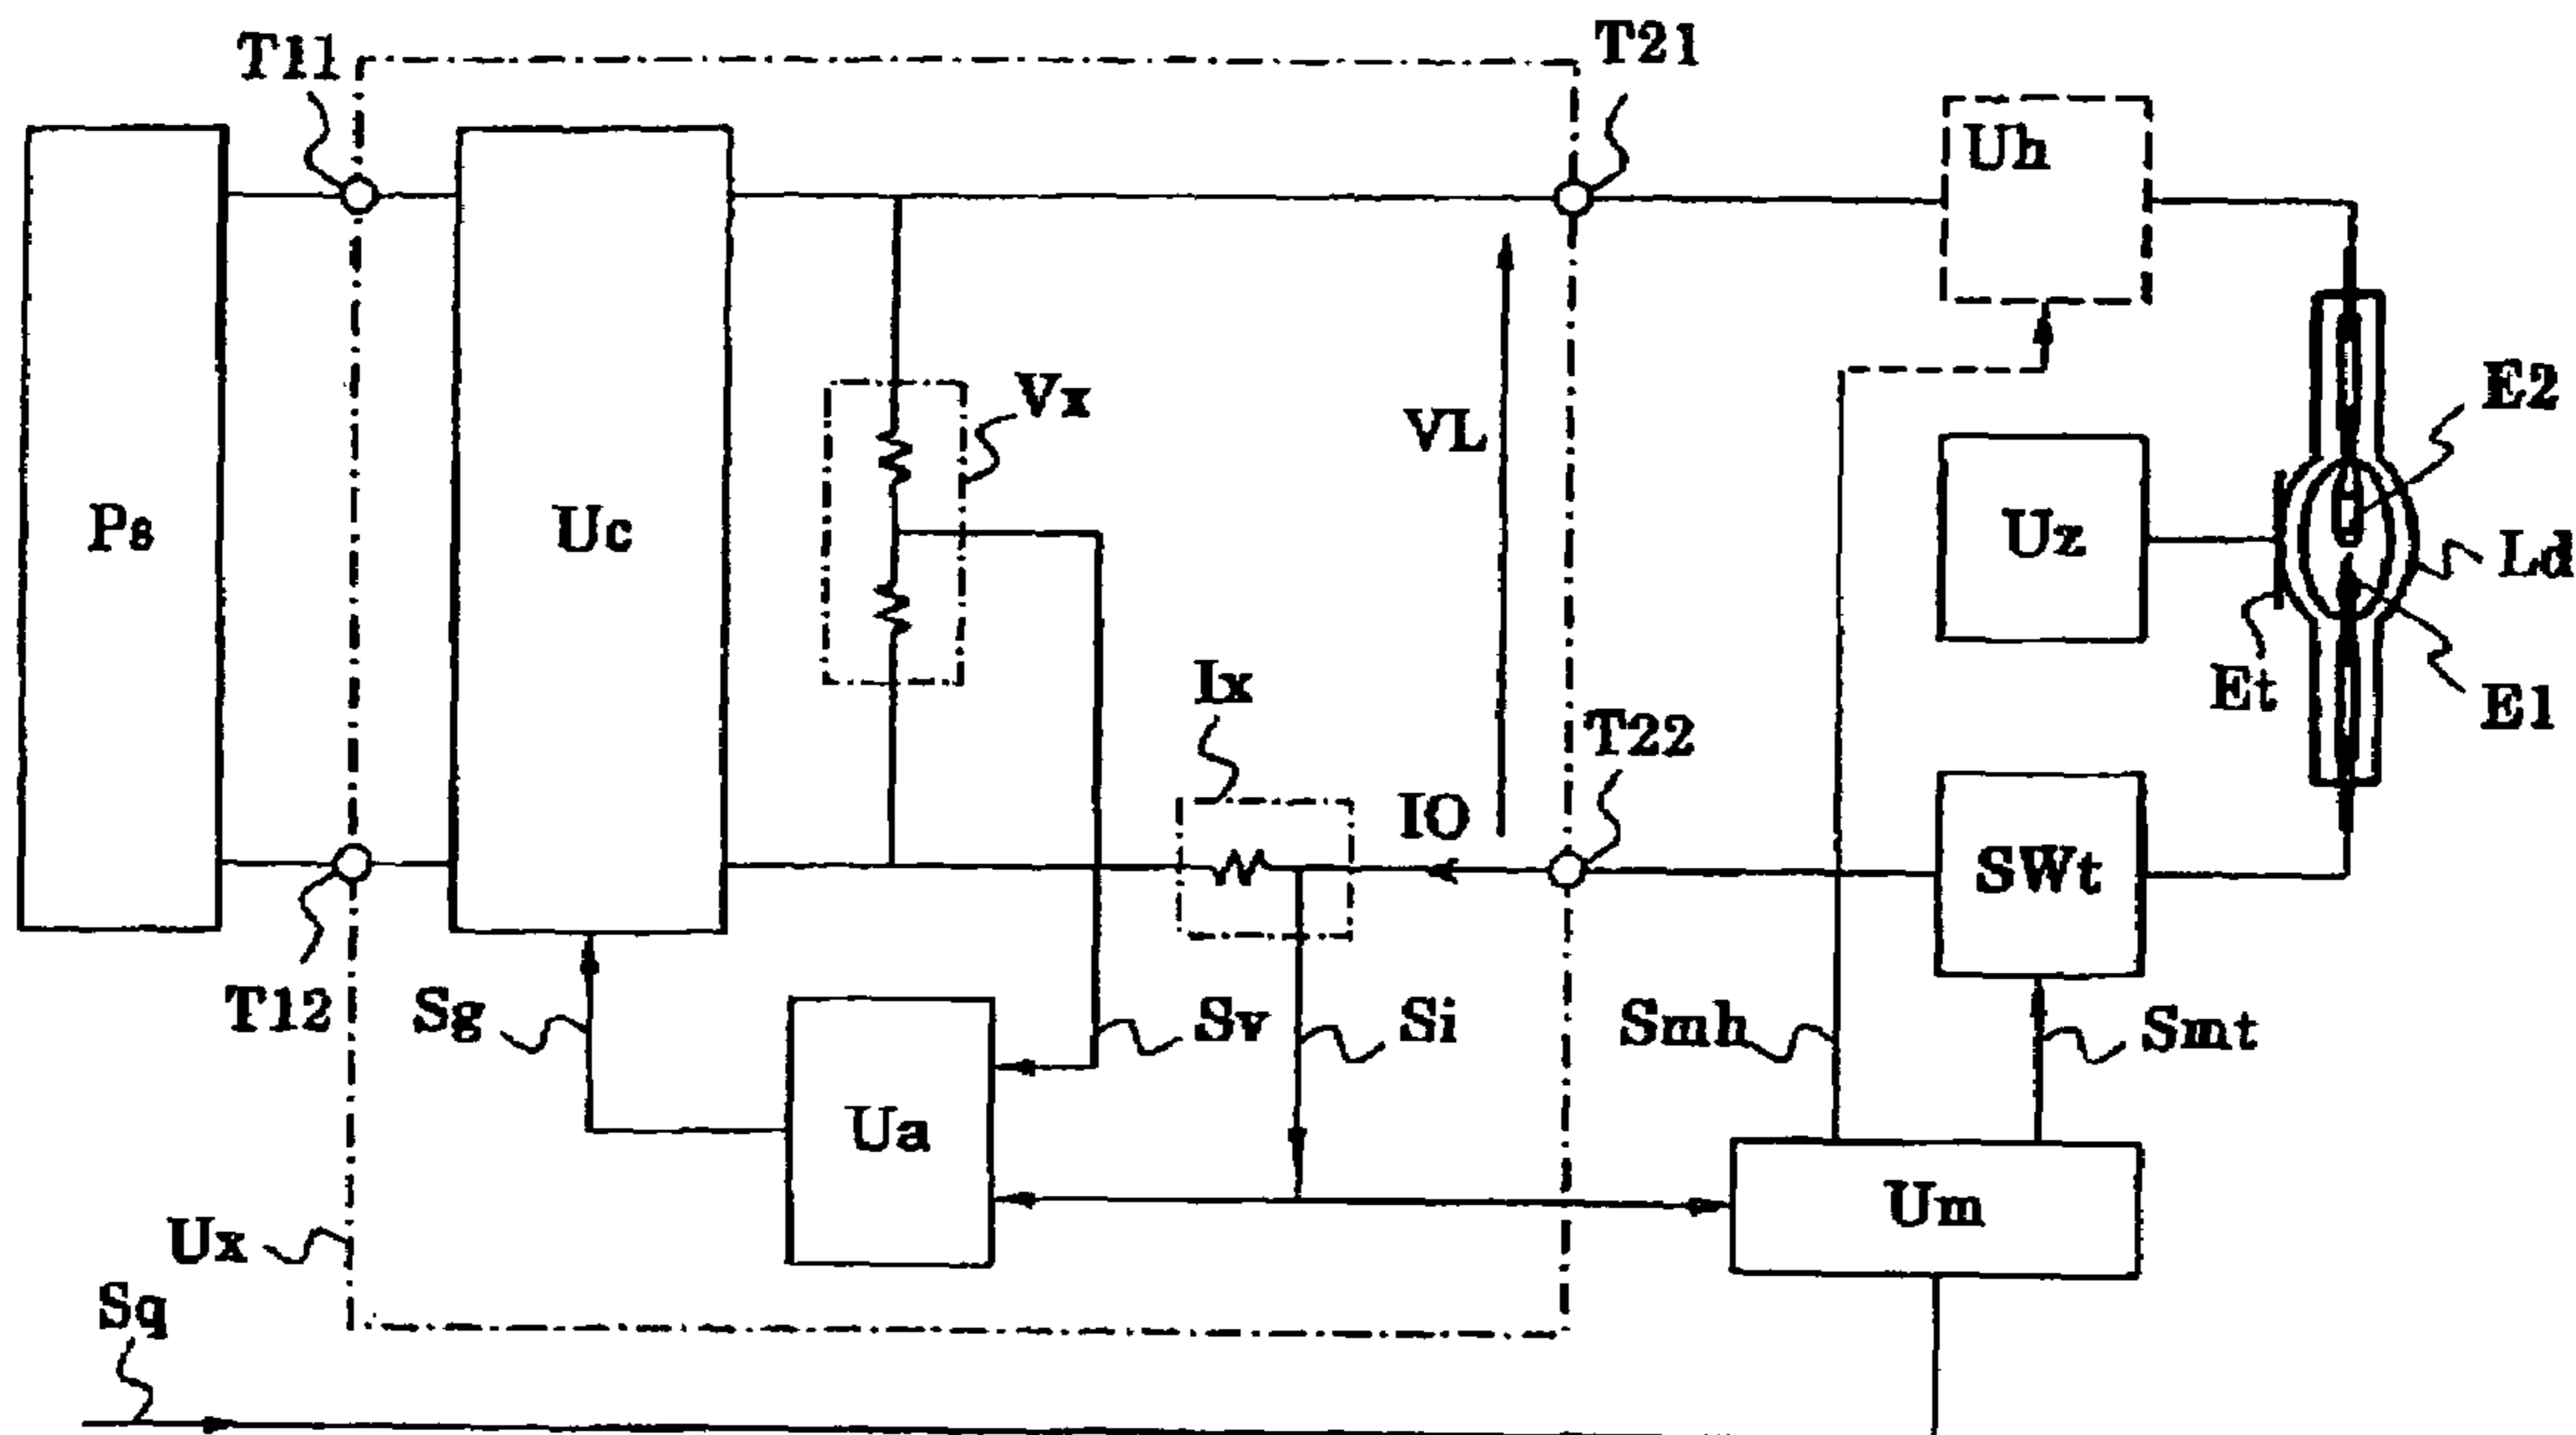 T11
T21
Uh
Vx
VL
E2
Ps
Uc
Uz
Ld
Ix
Et
E1
T22
IO
SWt
T12
Sg
Sv
Si
Smh
Smt
Ua
Um
Ux
Sq